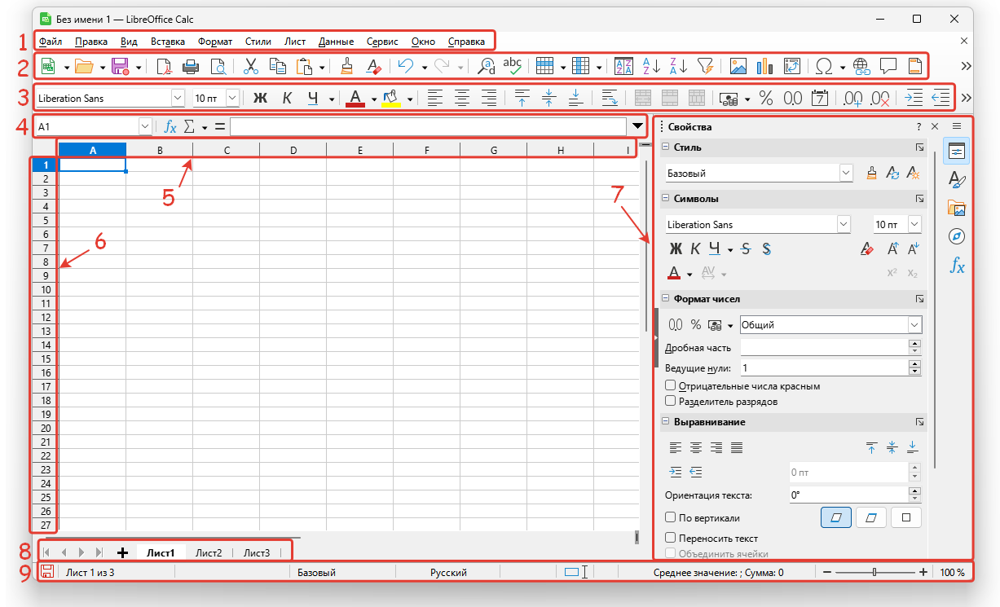 Без имени 1 — LibreOffice Calc
1 Файл Правка Вид Вставка Формат Стили Лист Данные Сервис Окно Справка
2
3 Liberation Sans 10 пт Ж К Ч А % 0,0 7 .00 .00
4 A1 fx Σ =
A B C D E F G H I
1
2
3
4
5
6
7
8
9
10
11
12
13
14
15
16
17
18
19
20
21
22
23
24
25
26
27
5
6
7
Свойства ?
Стиль
Базовый
Символы
Liberation Sans 10 пт
Ж К Ч S S
A AV X² X₂
Формат чисел
0,0 % Общий
Дробная часть
Ведущие нули: 1
Отрицательные числа красным
Разделитель разрядов
Выравнивание
0 пт
Ориентация текста: 0°
По вертикали
Переносить текст
Объединить ячейки
fx
8 Лист1 Лист2 Лист3
9 Лист 1 из 3 Базовый Русский Среднее значение: ; Сумма: 0 100 %